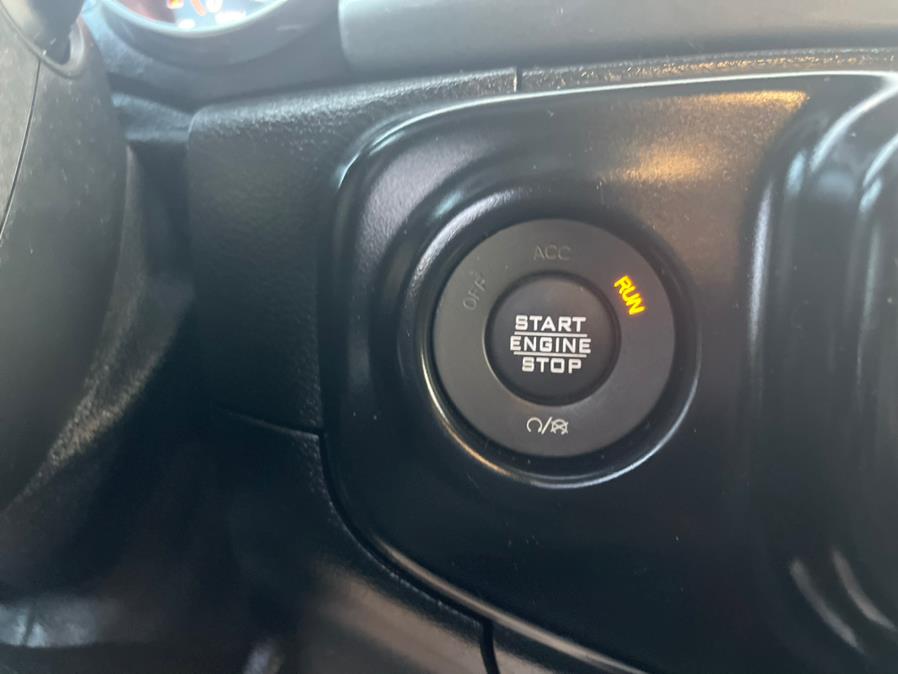 ACC
OFF
RUN
START
ENGINE
STOP